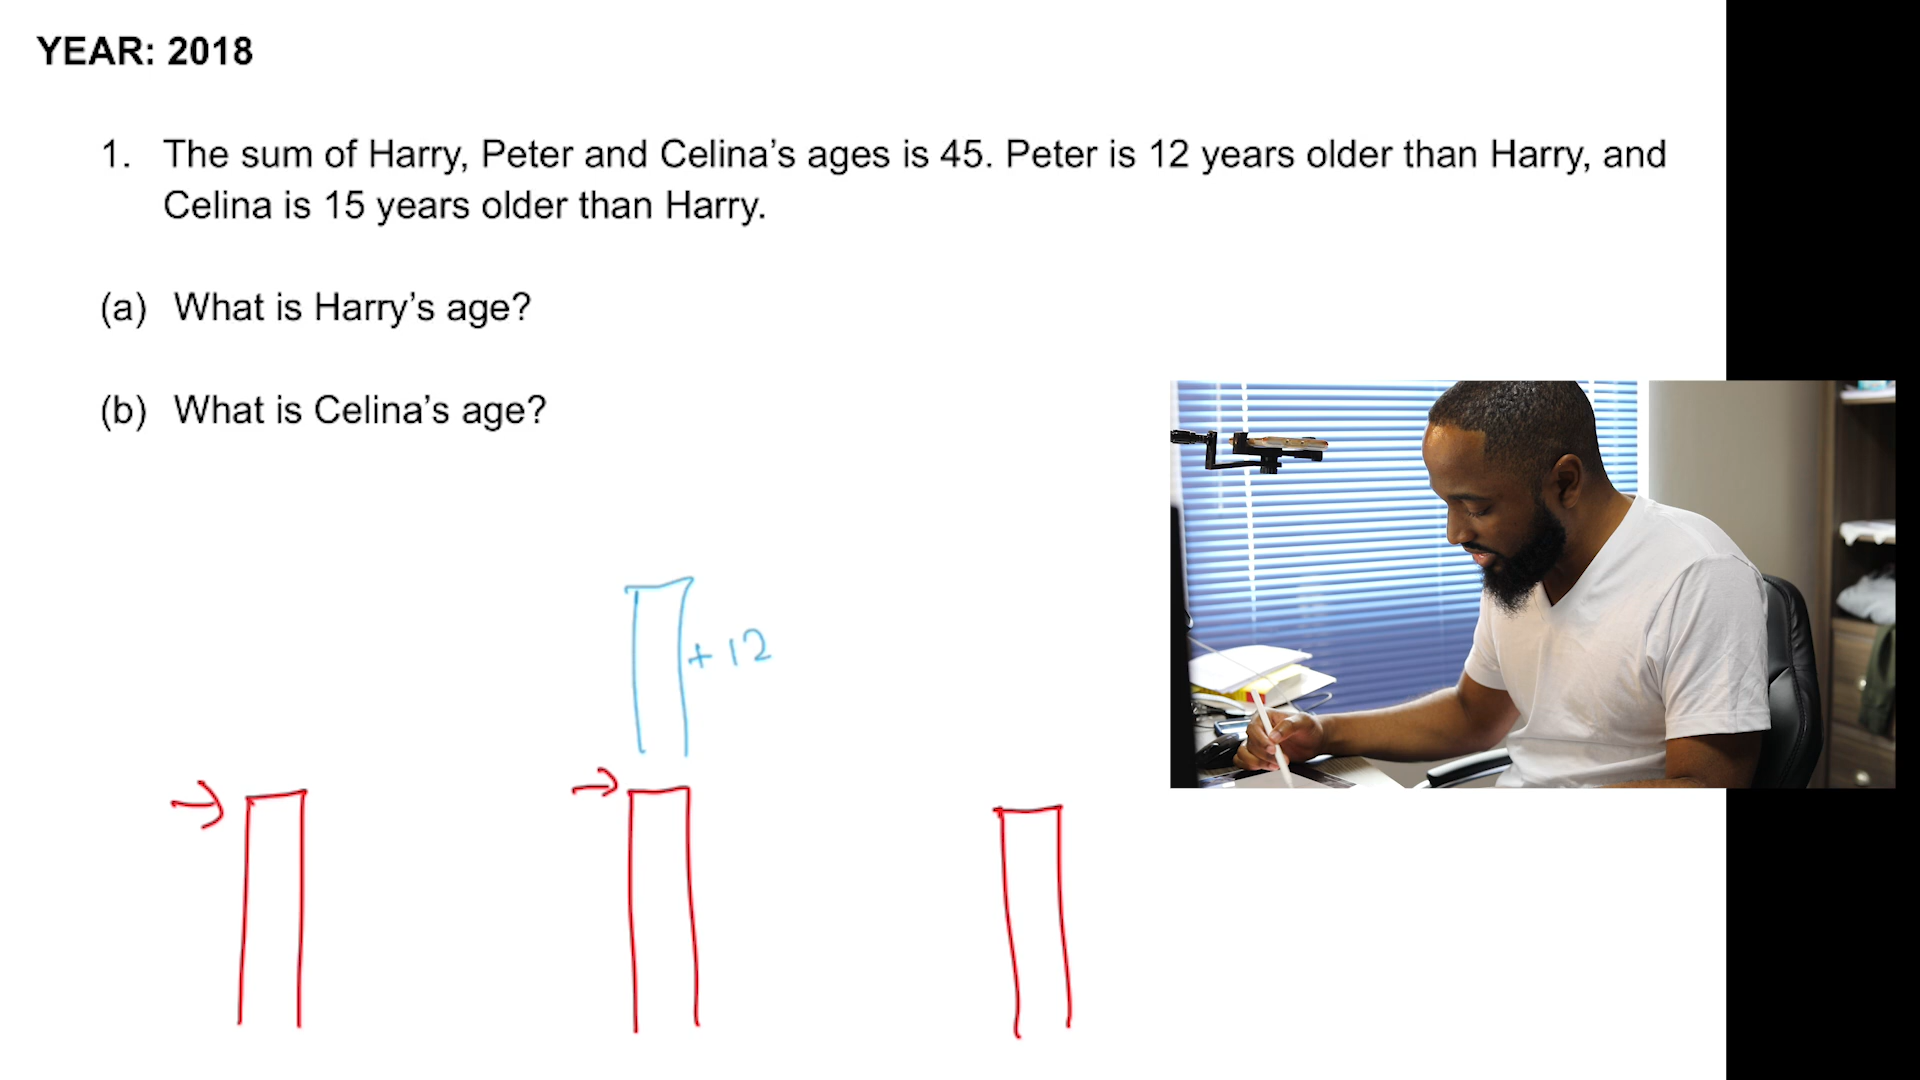 YEAR: 2018
1. The sum of Harry, Peter and Celina’s ages is 45. Peter is 12 years older than Harry, and
Celina is 15 years older than Harry.
(a) What is Harry’s age?
(b) What is Celina’s age?
+ 12